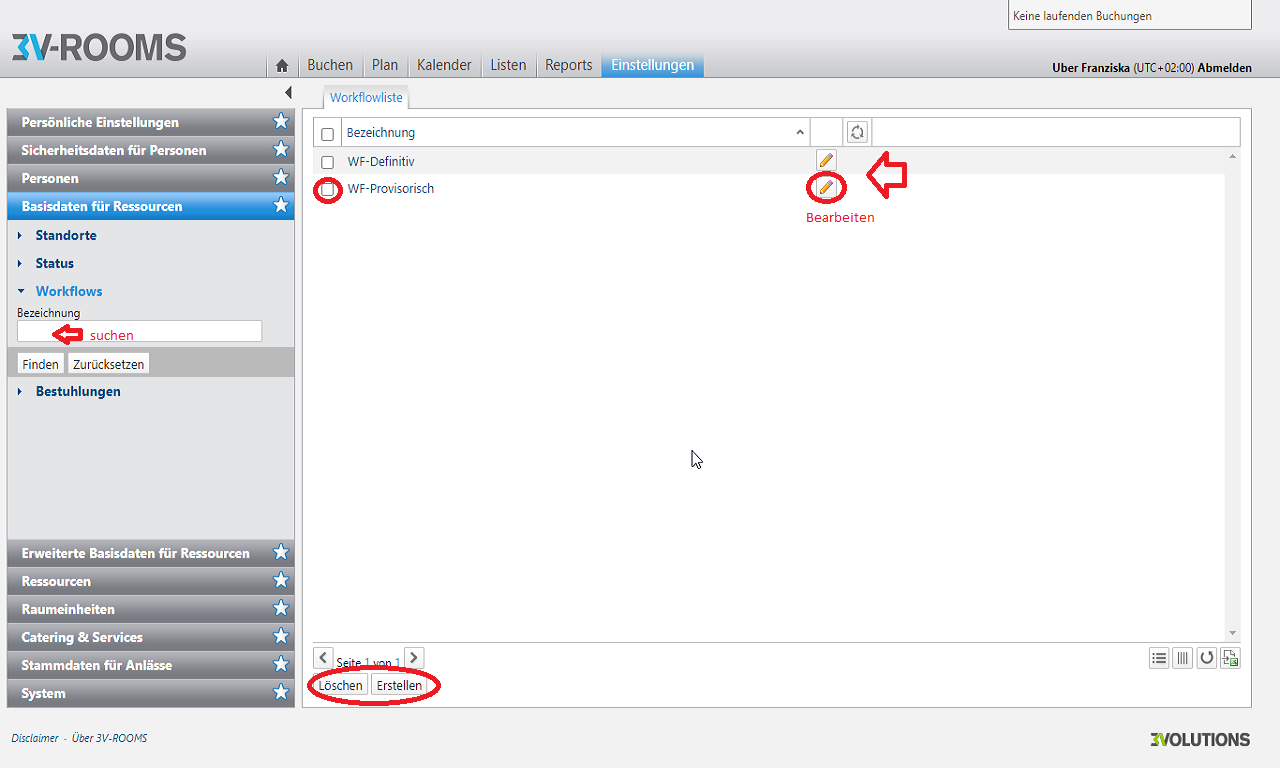 Keine laufenden Buchungen
3V-ROOMS
Buchen Plan Kalender Listen Reports Einstellungen
Uber Franziska (UTC+02:00) Abmelden
Workflowliste
Persönliche Einstellungen
Sicherheitsdaten für Personen
Personen
Basisdaten für Ressourcen
Standorte
Status
Workflows
Bezeichnung
suchen
Finden Zurücksetzen
Bestuhlungen
Erweiterte Basisdaten für Ressourcen
Ressourcen
Raumeinheiten
Catering & Services
Stammdaten für Anlässe
System
Bezeichnung
WF-Definitiv
WF-Provisorisch
Bearbeiten
Seite 1 von 1
Löschen Erstellen
Disclaimer - Über 3V-ROOMS
3VOLUTIONS